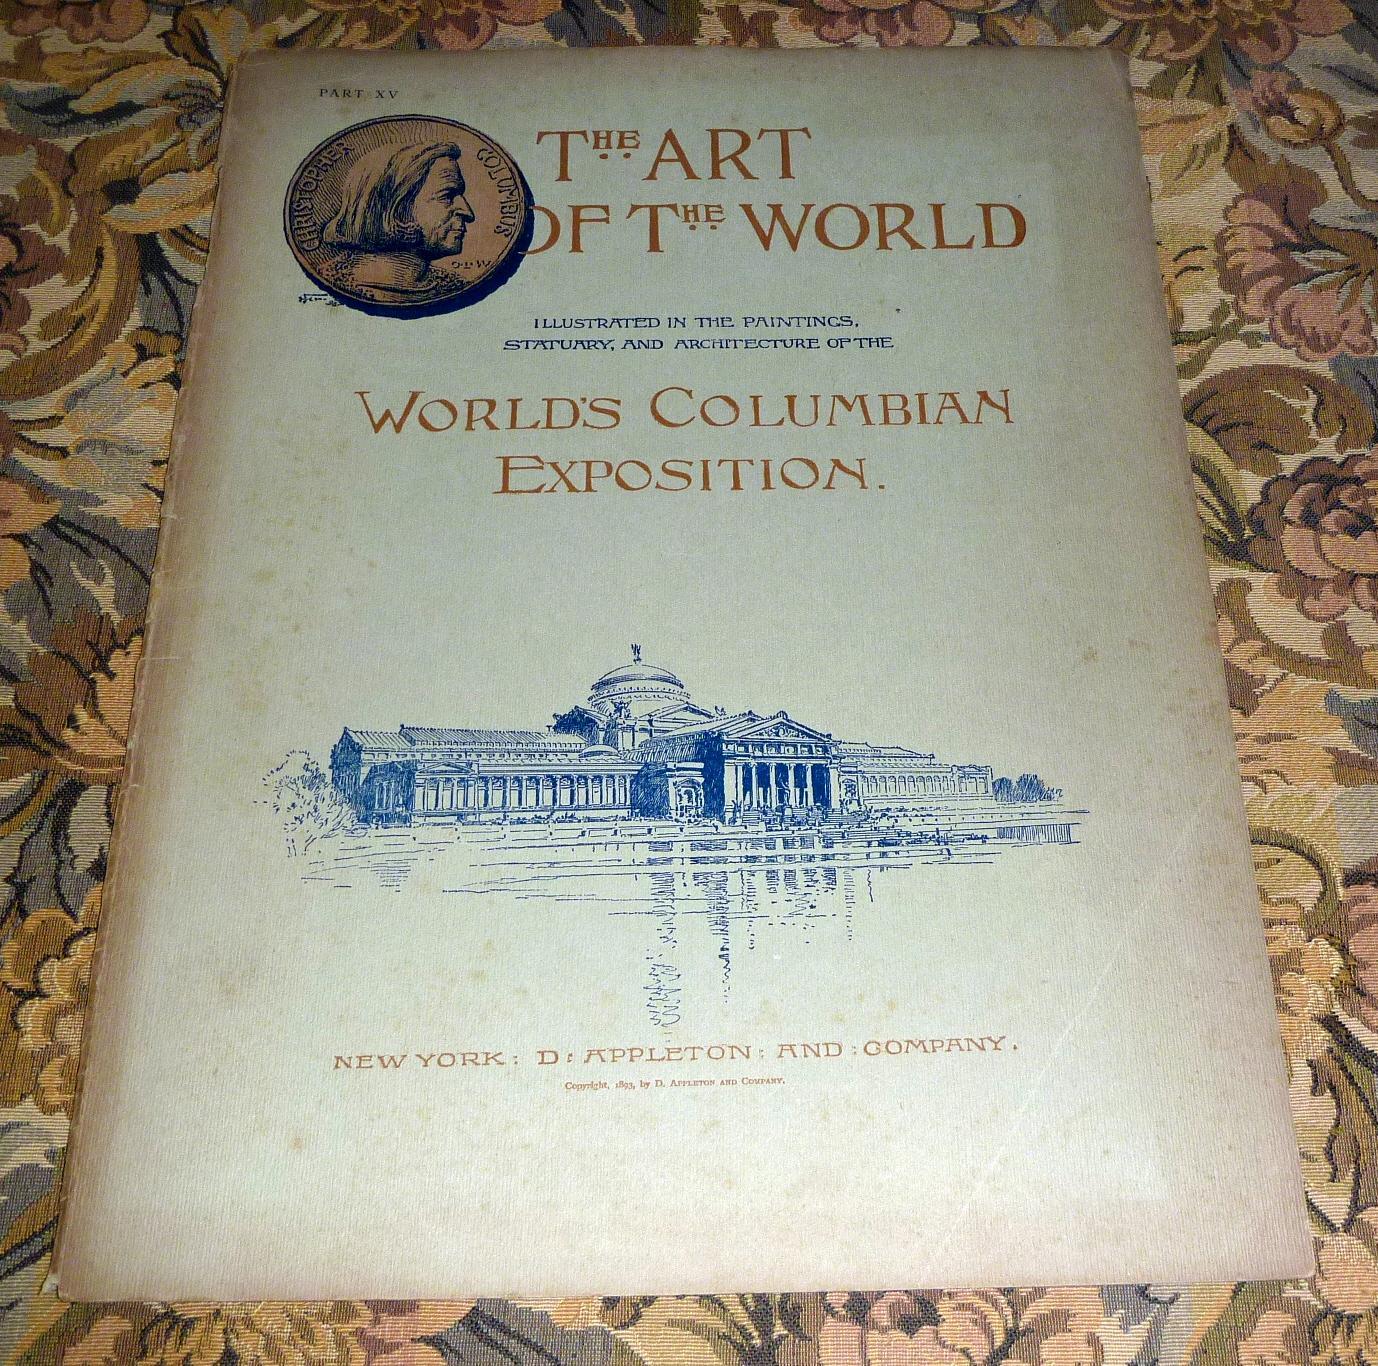 PART XV
CHRISTOPHER COLUMBUS
O.L.W
THE ART
OF THE WORLD
ILLUSTRATED IN THE PAINTINGS,
STATUARY, AND ARCHITECTURE OF THE
WORLD'S COLUMBIAN
EXPOSITION.
NEW YORK: D: APPLETON: AND: COMPANY.
Copyright, 1893, by D. APPLETON AND COMPANY.